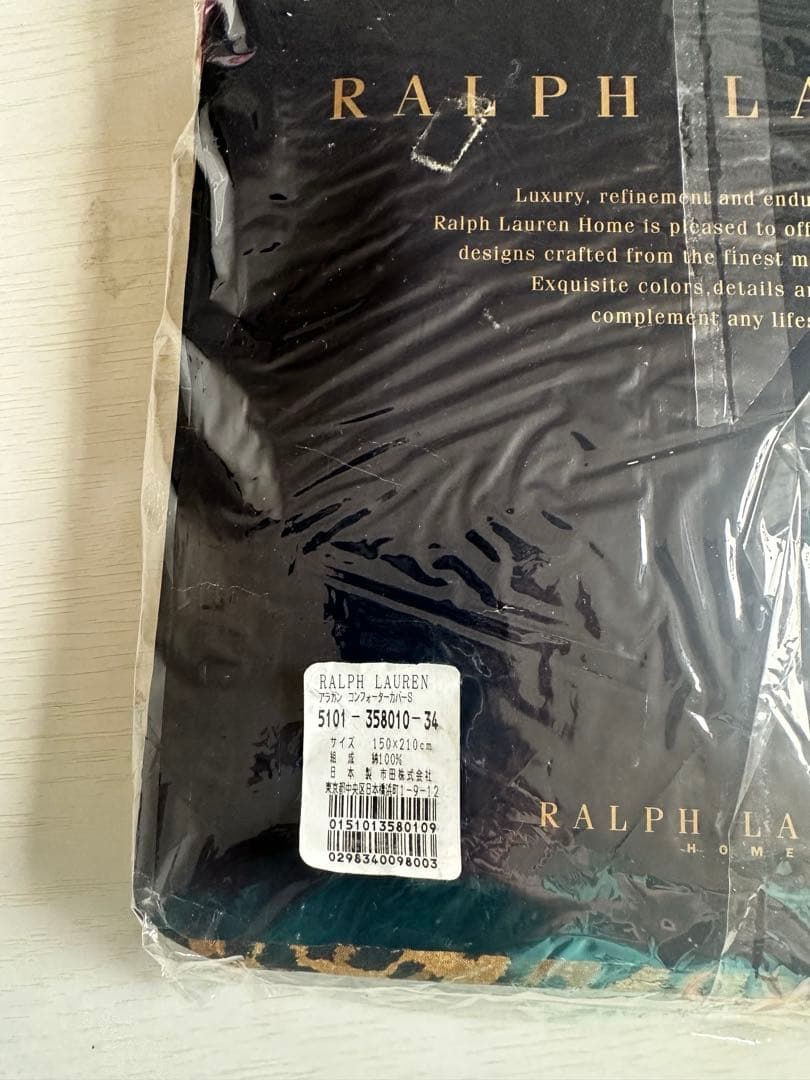 RALPH LA
Luxury, refinement and endu
Ralph Lauren Home is pleased to off
designs crafted from the finest m
Exquisite colors,details a
complement any lifes
RALPH LAUREN
アラガン コンフォーターカバーS
5101-358010-34
サイズ 150×210cm
組成 綿100%
日本製 市田株式会社
東京都中央区日本橋浜町1-9-12
0151013580109
0298340098003
RALPH LA
HOME